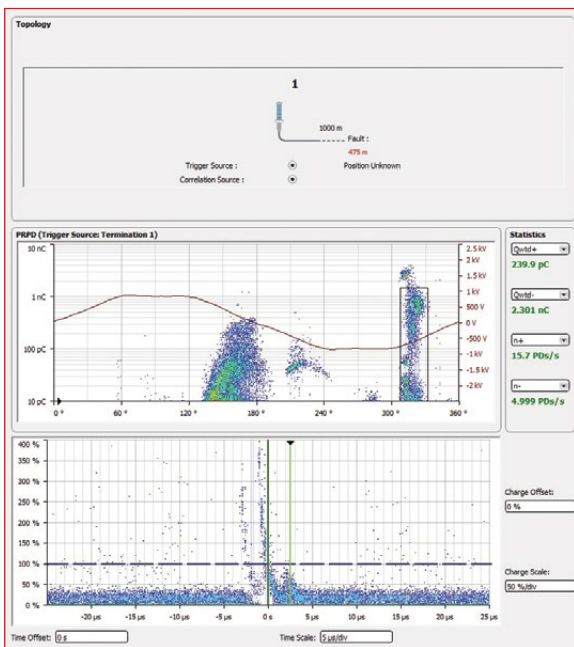 Topology
1
1000 m
Fault :
475 m
Trigger Source :
Position Unknown
Correlation Source :
PRPD (Trigger Source: Termination 1)
10 nC
1 nC
100 pC
10 pC
2.5 kV
2 kV
1.5 kV
1 kV
500 V
0 V
-500 V
-1 kV
-1.5 kV
-2 kV
0 °
60 °
120 °
180 °
240 °
300 °
360 °
Statistics
Qwtd+
239.9 pC
Qwtd-
2.301 nC
n+
15.7 PDs/s
n-
4.999 PDs/s
400 %
350 %
300 %
250 %
200 %
150 %
100 %
50 %
0 %
-20 µs
-15 µs
-10 µs
-5 µs
0 s
5 µs
10 µs
15 µs
20 µs
25 µs
Charge Offset:
0 %
Charge Scale:
50 %/div
Time Offset: 0 s
Time Scale: 5 µs/div